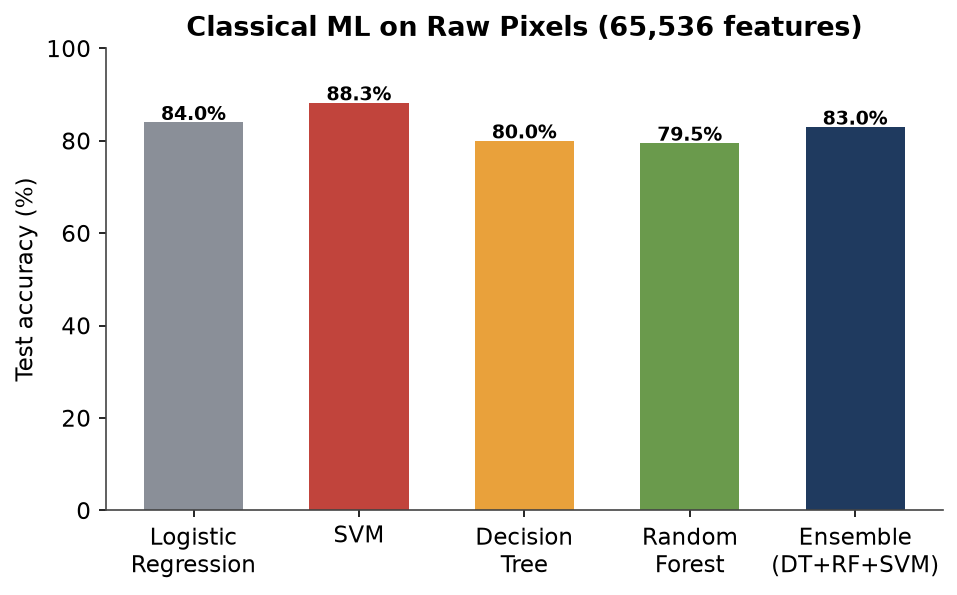 Classical ML on Raw Pixels (65,536 features)
Test accuracy (%)
100
80
60
40
20
0
84.0%
88.3%
80.0%
79.5%
83.0%
Logistic
Regression
SVM
Decision
Tree
Random
Forest
Ensemble
(DT+RF+SVM)